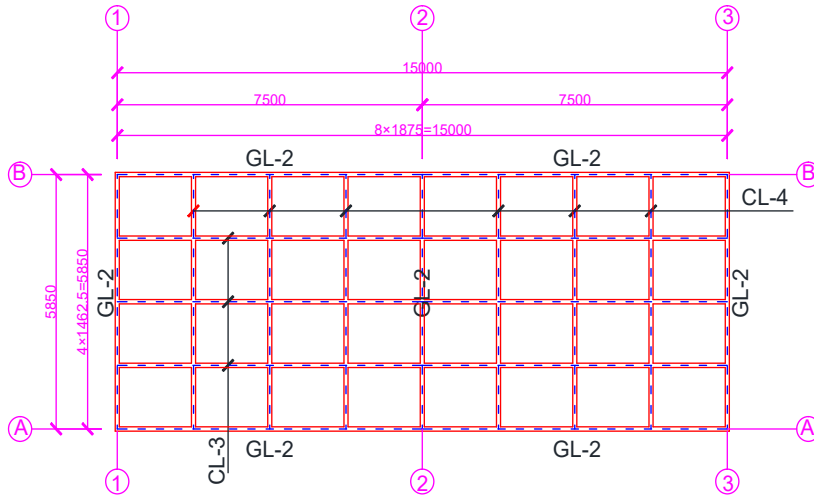 1 2 3
15000
7500 7500
8×1875=15000
GL-2 GL-2
B B
CL-4
GL-2 GL-2 GL-2
5850
4×1462.5=5850
A A
CL-3
GL-2 GL-2
1 2 3